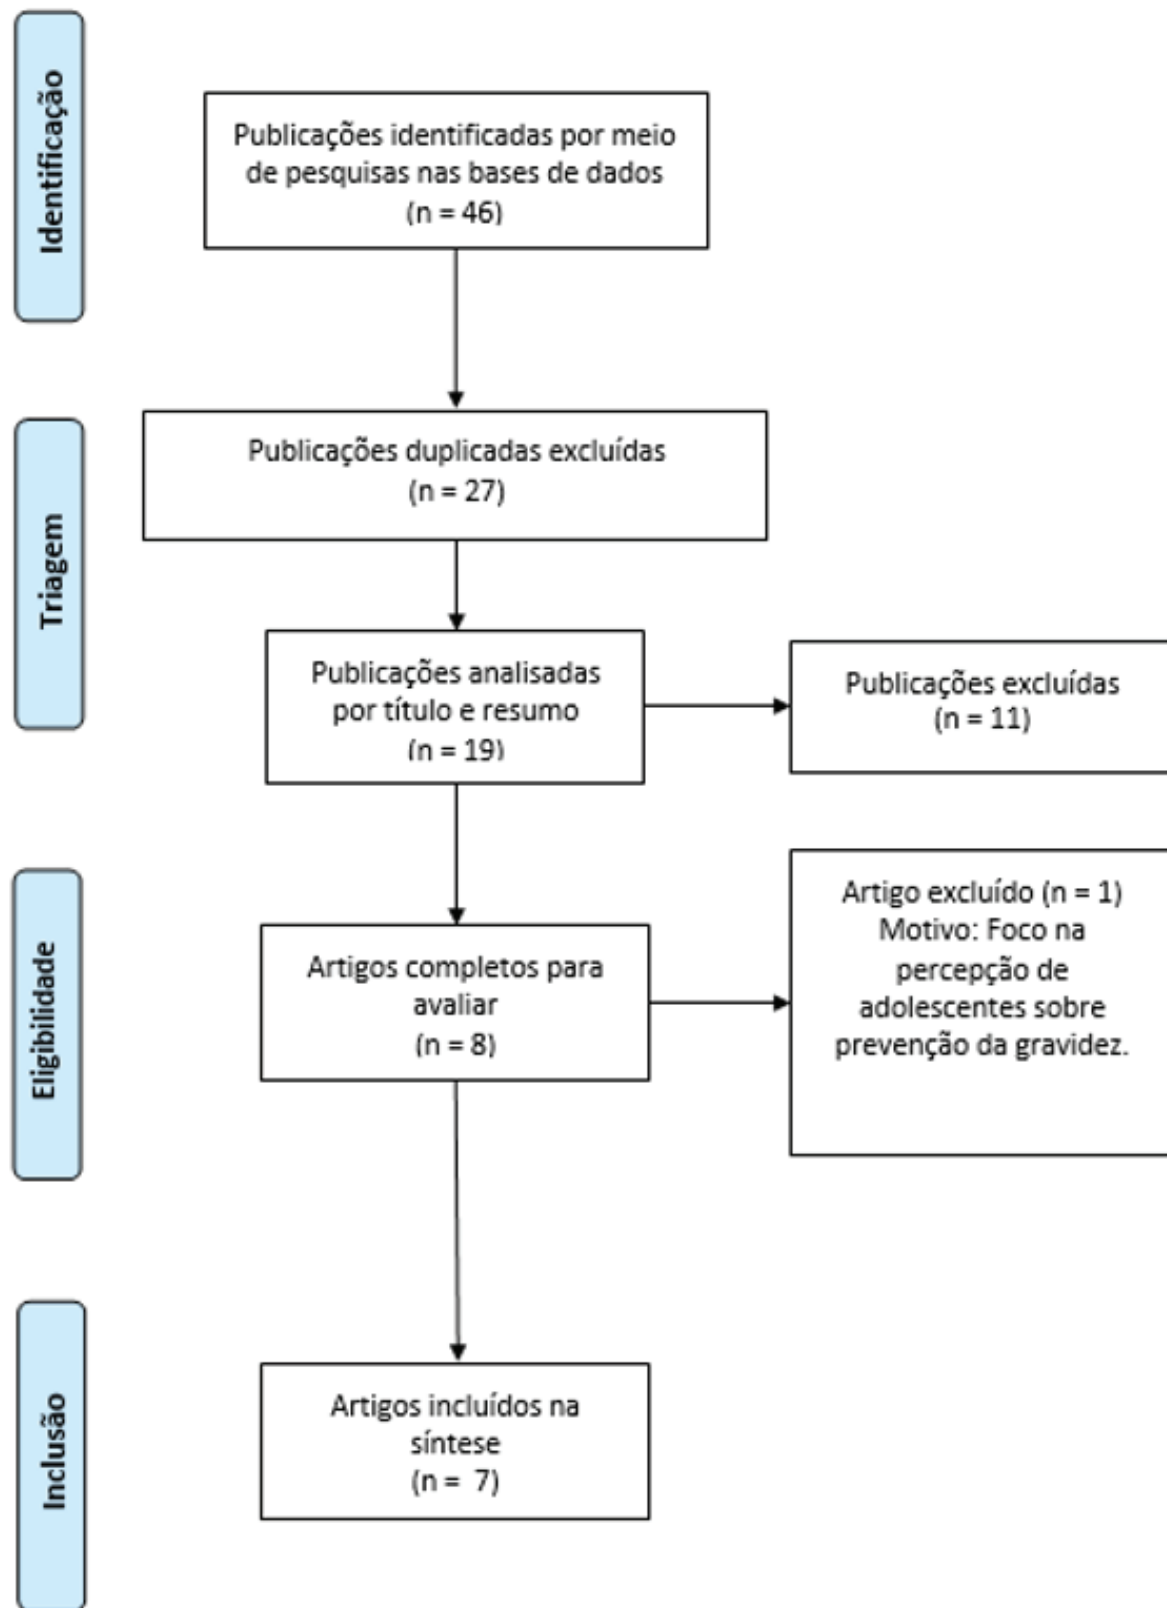 Identificação
Publicações identificadas por meio
de pesquisas nas bases de dados
(n = 46)
Triagem
Publicações duplicadas excluídas
(n = 27)
Publicações analisadas
por título e resumo
(n = 19)
Publicações excluídas
(n = 11)
Eligibilidade
Artigos completos para
avaliar
(n = 8)
Artigo excluído (n = 1)
Motivo: Foco na
percepção de
adolescentes sobre
prevenção da gravidez.
Inclusão
Artigos incluídos na
síntese
(n = 7)